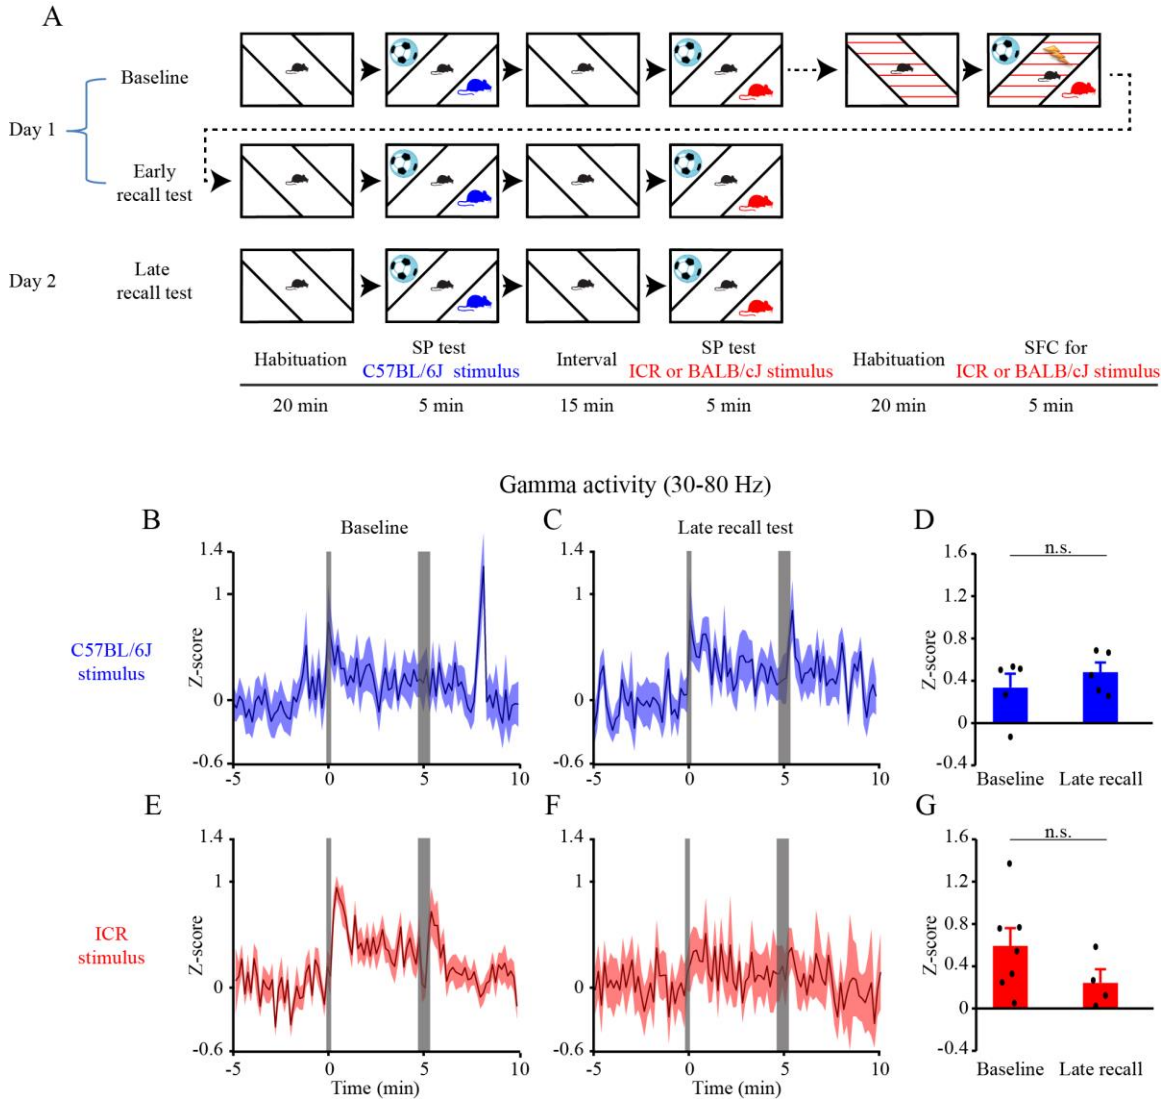 A
Baseline
Day 1
Early
recall test
Day 2
Late
recall test
Habituation
SP test
C57BL/6J stimulus
Interval
SP test
ICR or BALB/cJ stimulus
Habituation
SFC for
ICR or BALB/cJ stimulus
20 min
5 min
15 min
5 min
20 min
5 min
Gamma activity (30-80 Hz)
B
Baseline
C
Late recall test
D
C57BL/6J
stimulus
Z-score
1.4
1
0
-0.6
-5
0
5
10
Z-score
1.4
1
0
-0.6
-5
0
5
10
Z-score
1.6
1.2
0.8
0.4
0
-0.4
n.s.
Baseline
Late recall
E
F
G
ICR
stimulus
Z-score
1.4
1
0
-0.6
-5
0
5
10
Time (min)
Z-score
1.4
1
0
-0.6
-5
0
5
10
Time (min)
Z-score
1.6
1.2
0.8
0.4
0
-0.4
n.s.
Baseline
Late recall